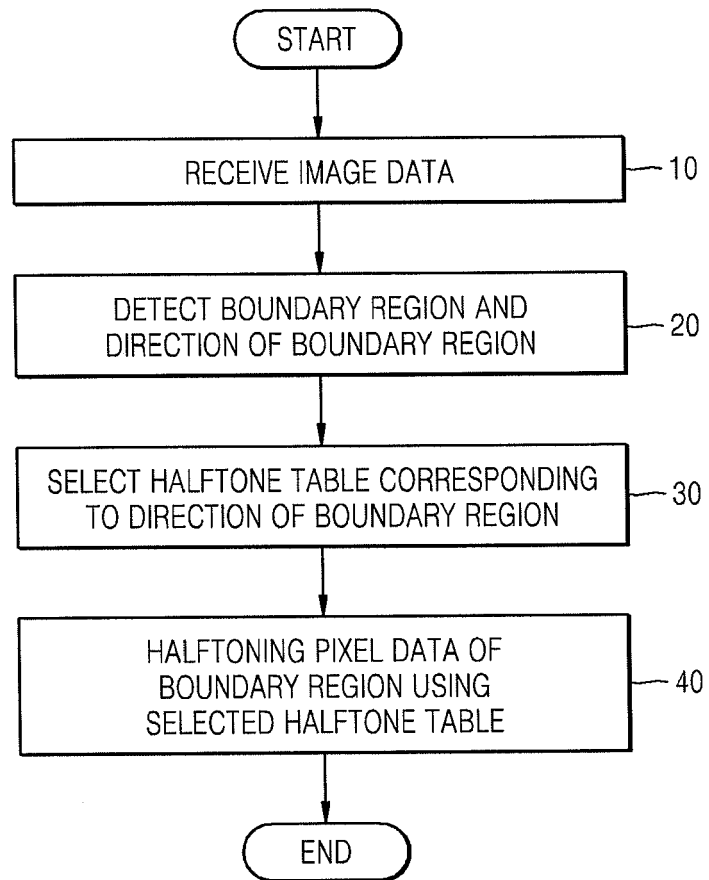 START
RECEIVE IMAGE DATA
10
DETECT BOUNDARY REGION AND
DIRECTION OF BOUNDARY REGION
20
SELECT HALFTONE TABLE CORRESPONDING
TO DIRECTION OF BOUNDARY REGION
30
HALFTONING PIXEL DATA OF
BOUNDARY REGION USING
SELECTED HALFTONE TABLE
40
END